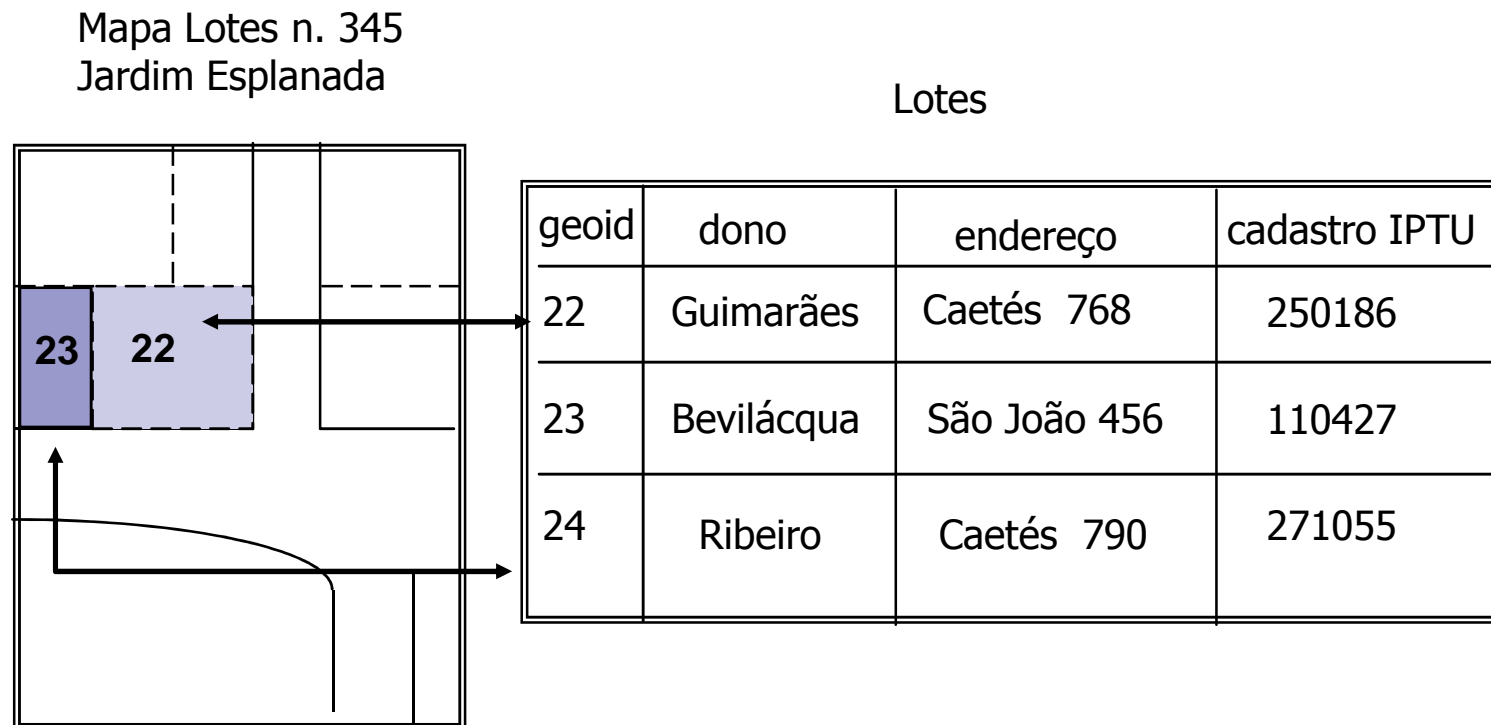 Mapa Lotes n. 345
Jardim Esplanada
Lotes
23 22
geoid dono endereço cadastro IPTU
22 Guimarães Caetés 768 250186
23 Bevilácqua São João 456 110427
24 Ribeiro Caetés 790 271055